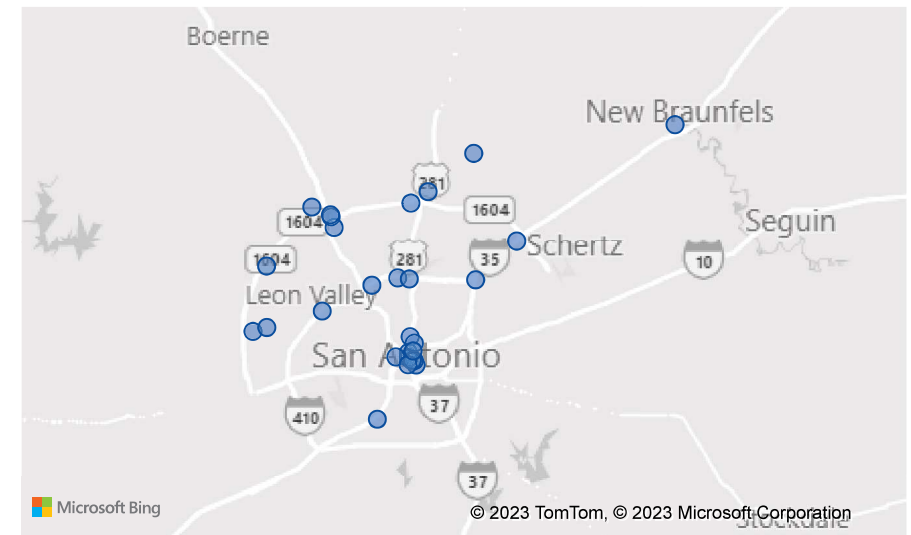 Boerne
New Braunfels
281
1604
1604
Seguin
Schertz
1604
281
35
10
Leon Valley
San Antonio
37
410
37
Microsoft Bing
© 2023 TomTom, © 2023 Microsoft Corporation
Stockdale